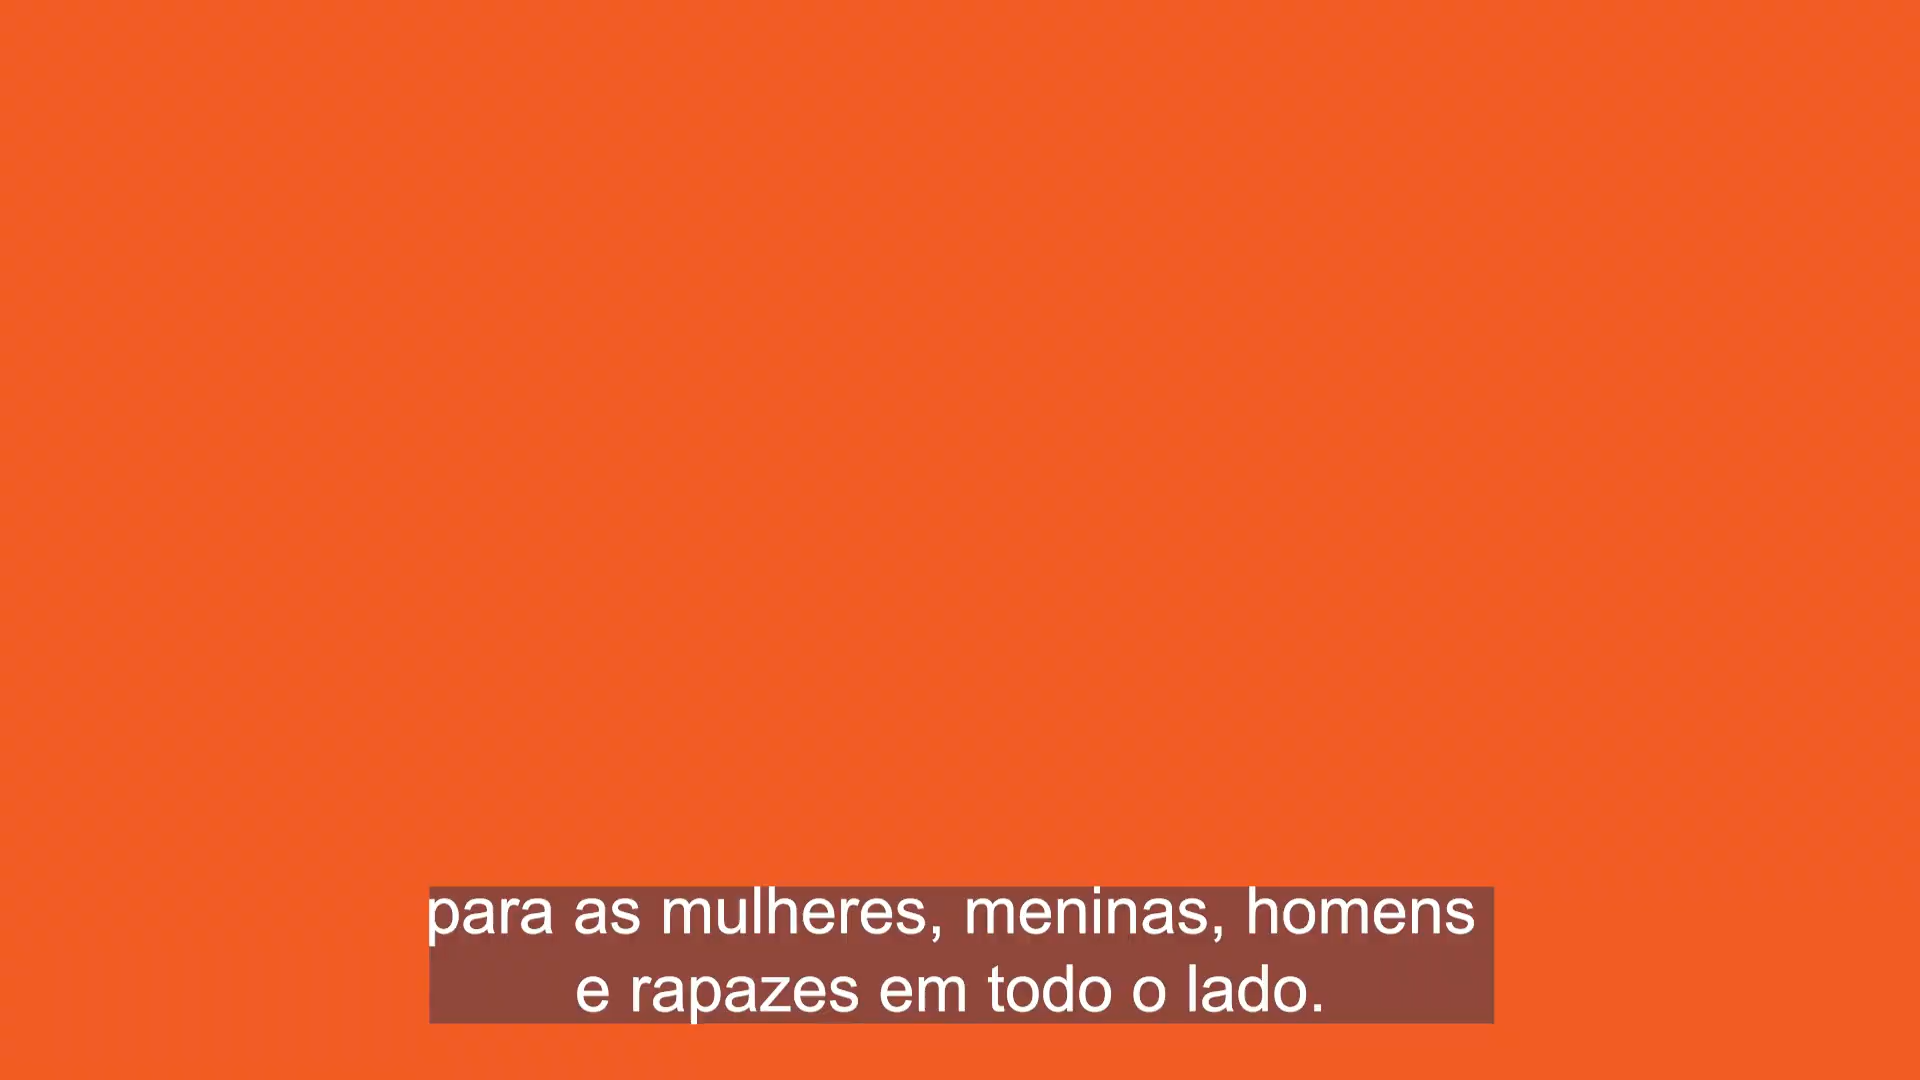 para as mulheres, meninas, homens
e rapazes em todo o lado.